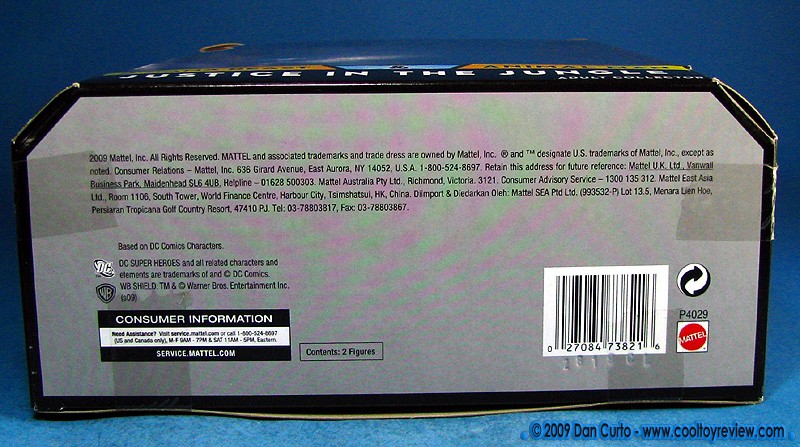 & ANIMAL MAN
JUSTICE IN THE JUNGLE
ADULT COLLECTOR
2009 Mattel, Inc. All Rights Reserved. MATTEL and associated trademarks and trade dress are owned by Mattel, Inc. ® and ™ designate U.S. trademarks of Mattel, Inc., except as
noted. Consumer Relations – Mattel, Inc. 636 Girard Avenue, East Aurora, NY 14052, U.S.A. 1-800-524-8697. Retain this address for future reference: Mattel U.K. Ltd., Vanwall
Business Park, Maidenhead SL6 4UB. Helpline – 01628 500303. Mattel Australia Pty Ltd., Richmond, Victoria. 3121. Consumer Advisory Service – 1300 135 312. Mattel East Asia
Ltd., Room 1106, South Tower, World Finance Centre, Harbour City, Tsimshatsui, HK, China. Diimport & Diedarkan Oleh: Mattel SEA Ptd Ltd. (993532-P) Lot 13.5, Menara Lien Hoe,
Persiaran Tropicana Golf Country Resort, 47410 PJ. Tel: 03-78803817, Fax: 03-78803867.
Based on DC Comics Characters.
DC
DC SUPER HEROES and all related characters and
elements are trademarks of and © DC Comics.
WB
WB SHIELD: TM & © Warner Bros. Entertainment Inc.
(s09)
CONSUMER INFORMATION
Need Assistance? Visit service.mattel.com or call 1-800-524-8697
(US and Canada only), M-F 9AM - 7PM & SAT 11AM - 5PM, Eastern.
SERVICE.MATTEL.COM
Contents: 2 Figures
0 27084 73821 6
P4029
MATTEL
© 2009 Dan Curto - www.cooltoyreview.com